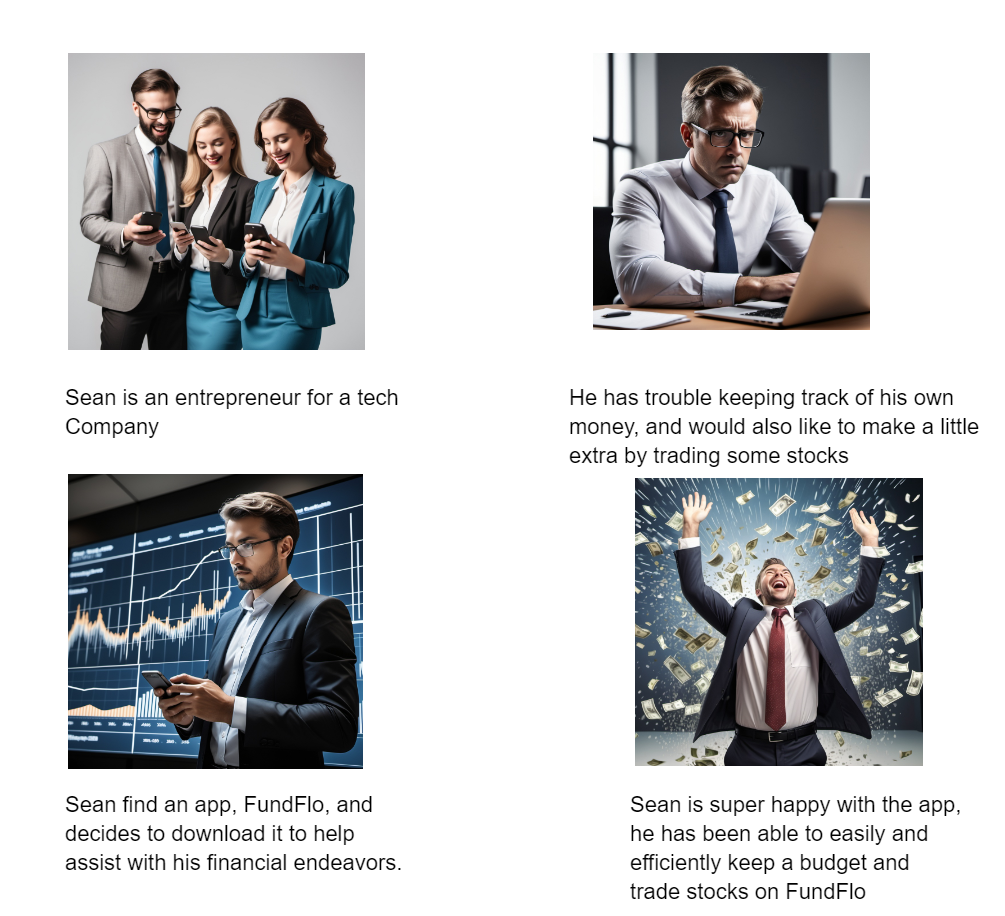 Sean is an entrepreneur for a tech
Company
He has trouble keeping track of his own
money, and would also like to make a little
extra by trading some stocks
Sean find an app, FundFlo, and
decides to download it to help
assist with his financial endeavors.
Sean is super happy with the app,
he has been able to easily and
efficiently keep a budget and
trade stocks on FundFlo